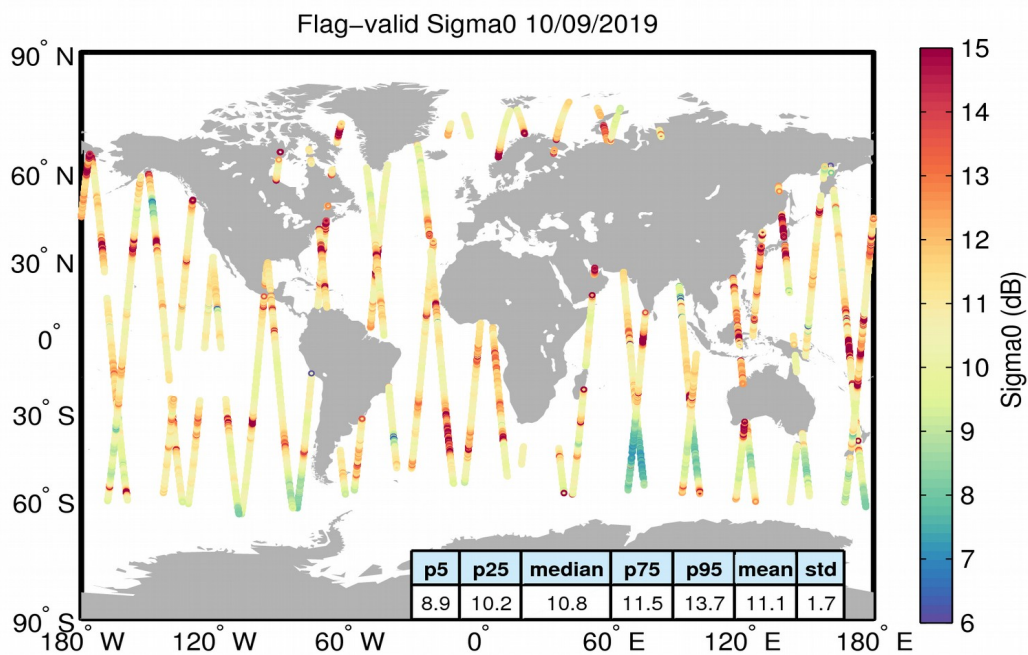 Flag−valid Sigma0 10/09/2019
90° N
60° N
30° N
0°
30° S
60° S
90° S
180° W 120° W 60° W 0° 60° E 120° E 180° E
p5 p25 median p75 p95 mean std
8.9 10.2 10.8 11.5 13.7 11.1 1.7
15
14
13
12
11
10
9
8
7
6
Sigma0 (dB)